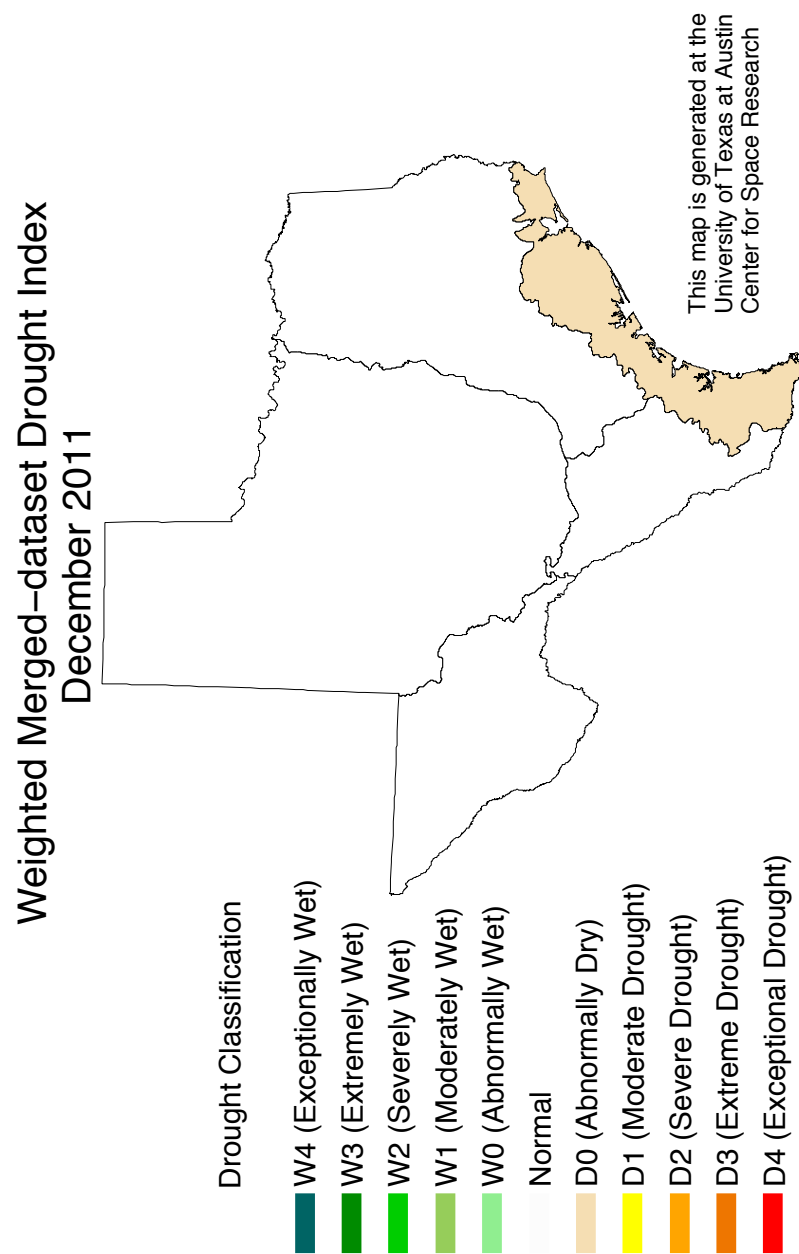 Weighted Merged−dataset Drought Index
December 2011
Drought Classification
W4 (Exceptionally Wet)
W3 (Extremely Wet)
W2 (Severely Wet)
W1 (Moderately Wet)
W0 (Abnormally Wet)
Normal
D0 (Abnormally Dry)
D1 (Moderate Drought)
D2 (Severe Drought)
D3 (Extreme Drought)
D4 (Exceptional Drought)
This map is generated at the
University of Texas at Austin
Center for Space Research